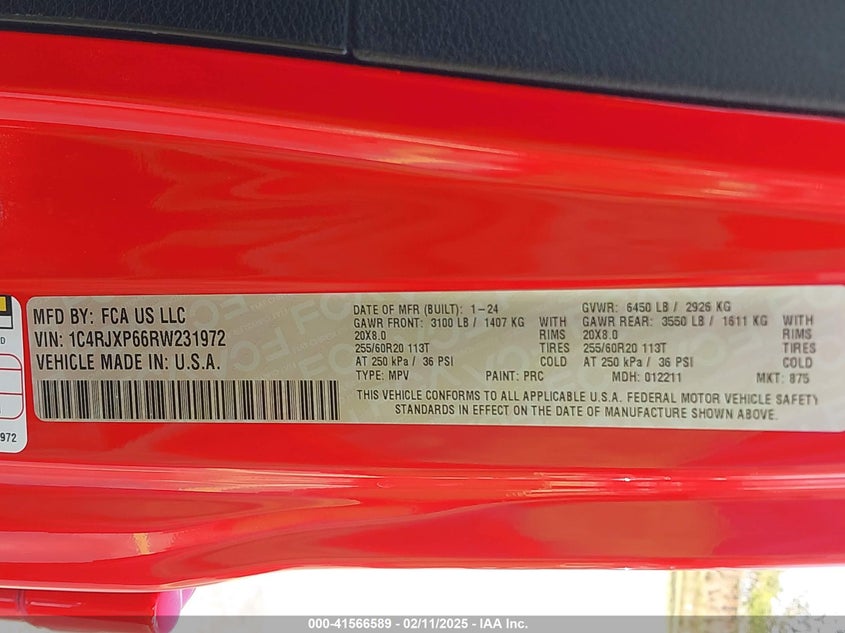 MFD BY: FCA US LLC
VIN: 1C4RJXP66RW231972
VEHICLE MADE IN U.S.A.
DATE OF MFR (BUILT): 1-24
GAWR FRONT: 3100 LB / 1407 KG WITH
20X8.0 RIMS
255/60R20 113T TIRES
AT 250 kPa / 36 PSI COLD
TYPE: MPV PAINT: PRC
GVWR: 6450 LB / 2926 KG
GAWR REAR: 3550 LB / 1611 KG WITH
20X8.0 RIMS
255/60R20 113T TIRES
AT 250 kPa / 36 PSI COLD
MDH: 012211 MKT: 875
THIS VEHICLE CONFORMS TO ALL APPLICABLE U.S.A. FEDERAL MOTOR VEHICLE SAFETY
STANDARDS IN EFFECT ON THE DATE OF MANUFACTURE SHOWN ABOVE.
972
000-41566589 - 02/11/2025 - IAA Inc.